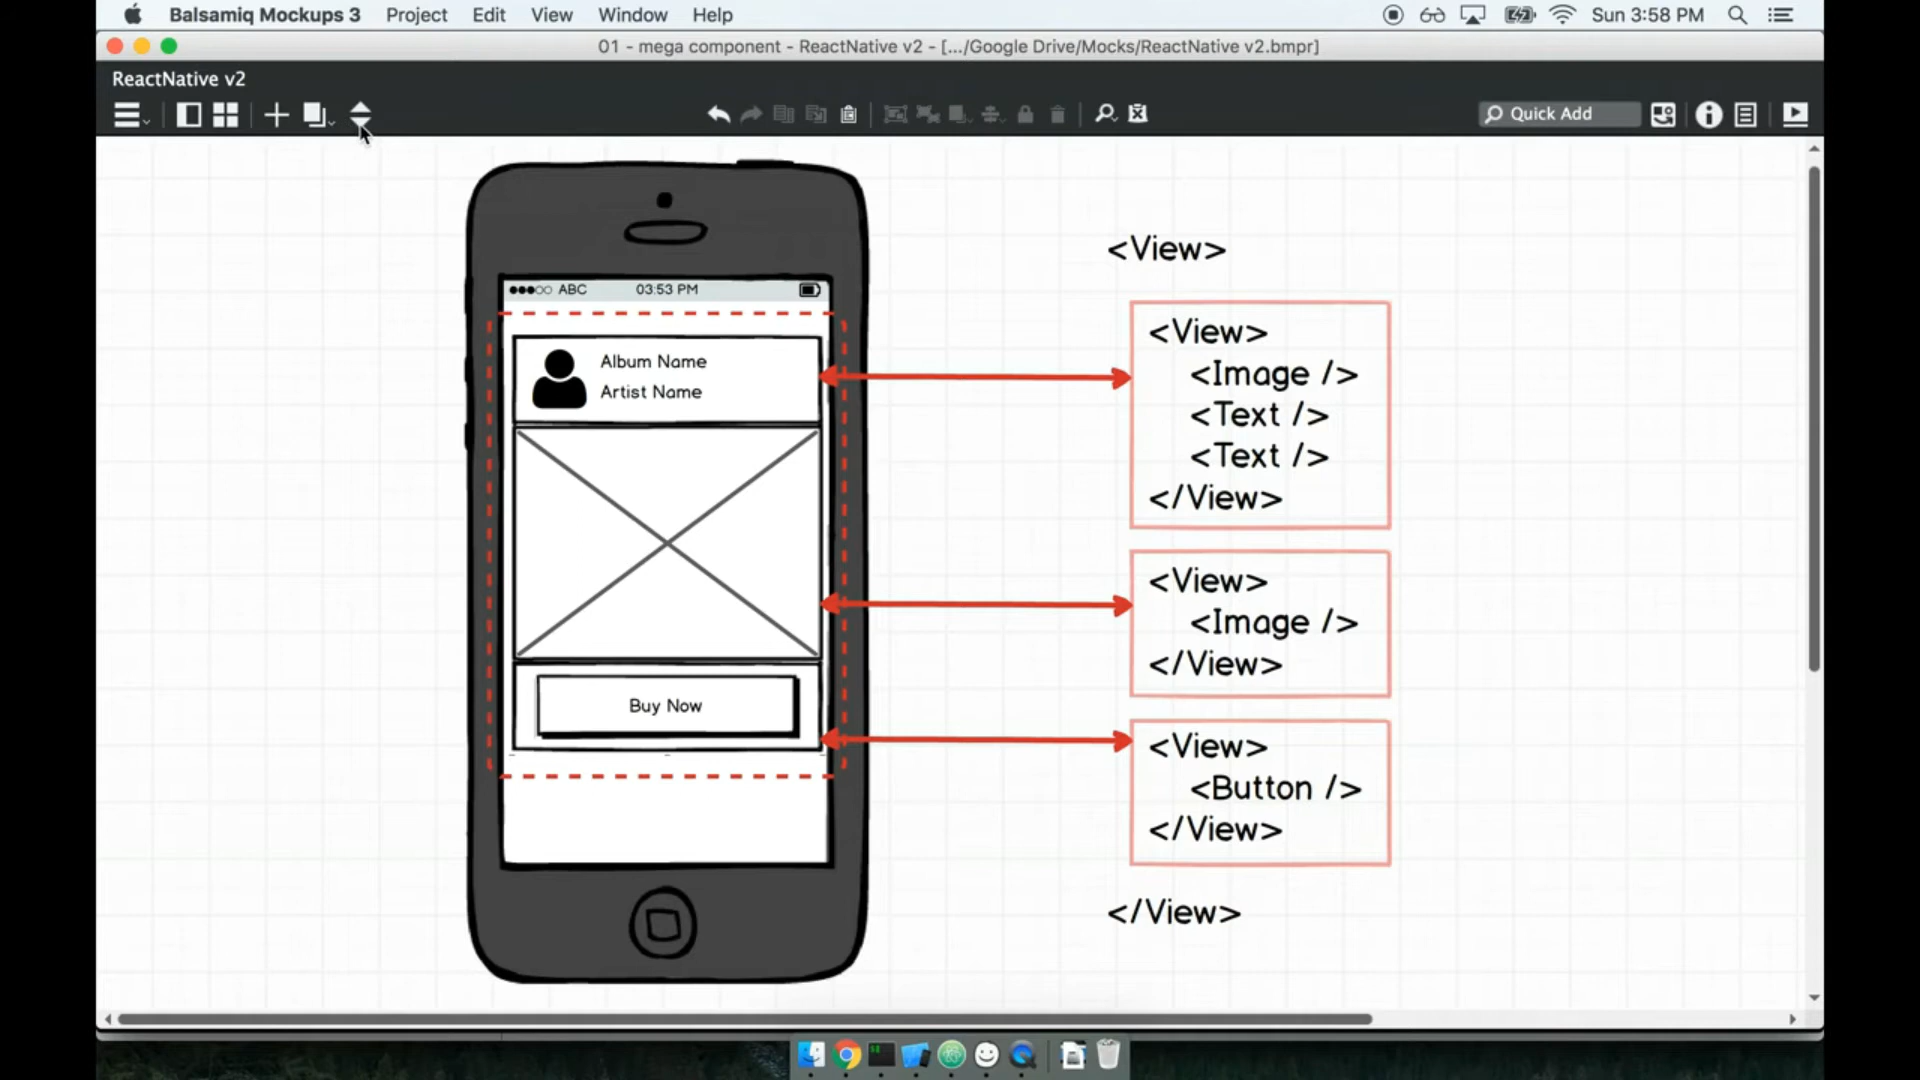 Balsamiq Mockups 3 Project Edit View Window Help Sun 3:58 PM
01 - mega component - ReactNative v2 - [.../Google Drive/Mocks/ReactNative v2.bmpr]
ReactNative v2
Quick Add
ABC 03:53 PM
Album Name
Artist Name
Buy Now
<View>
<View>
<Image />
<Text />
<Text />
</View>
<View>
<Image />
</View>
<View>
<Button />
</View>
</View>